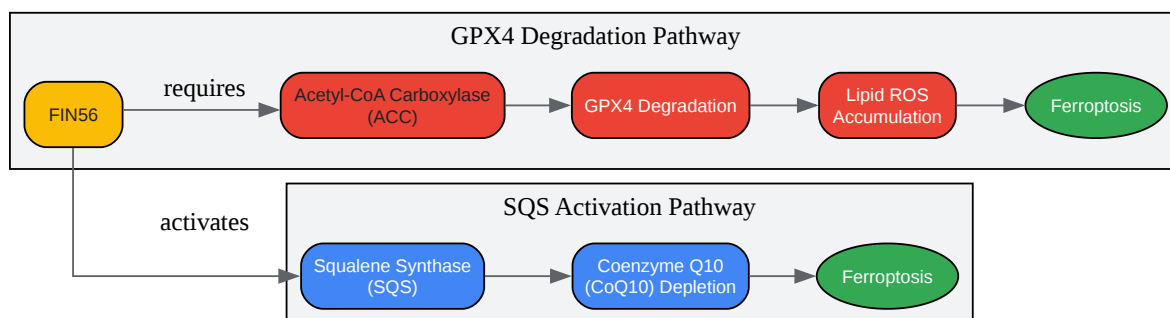 GPX4 Degradation Pathway
FIN56
requires
Acetyl-CoA Carboxylase
(ACC)
GPX4 Degradation
Lipid ROS
Accumulation
Ferroptosis
activates
SQS Activation Pathway
Squalene Synthase
(SQS)
Coenzyme Q10
(CoQ10) Depletion
Ferroptosis